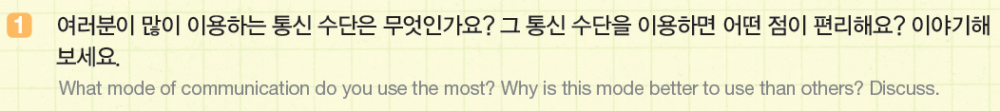 1 여러분이 많이 이용하는 통신 수단은 무엇인가요? 그 통신 수단을 이용하면 어떤 점이 편리해요? 이야기해
보세요.
What mode of communication do you use the most? Why is this mode better to use than others? Discuss.